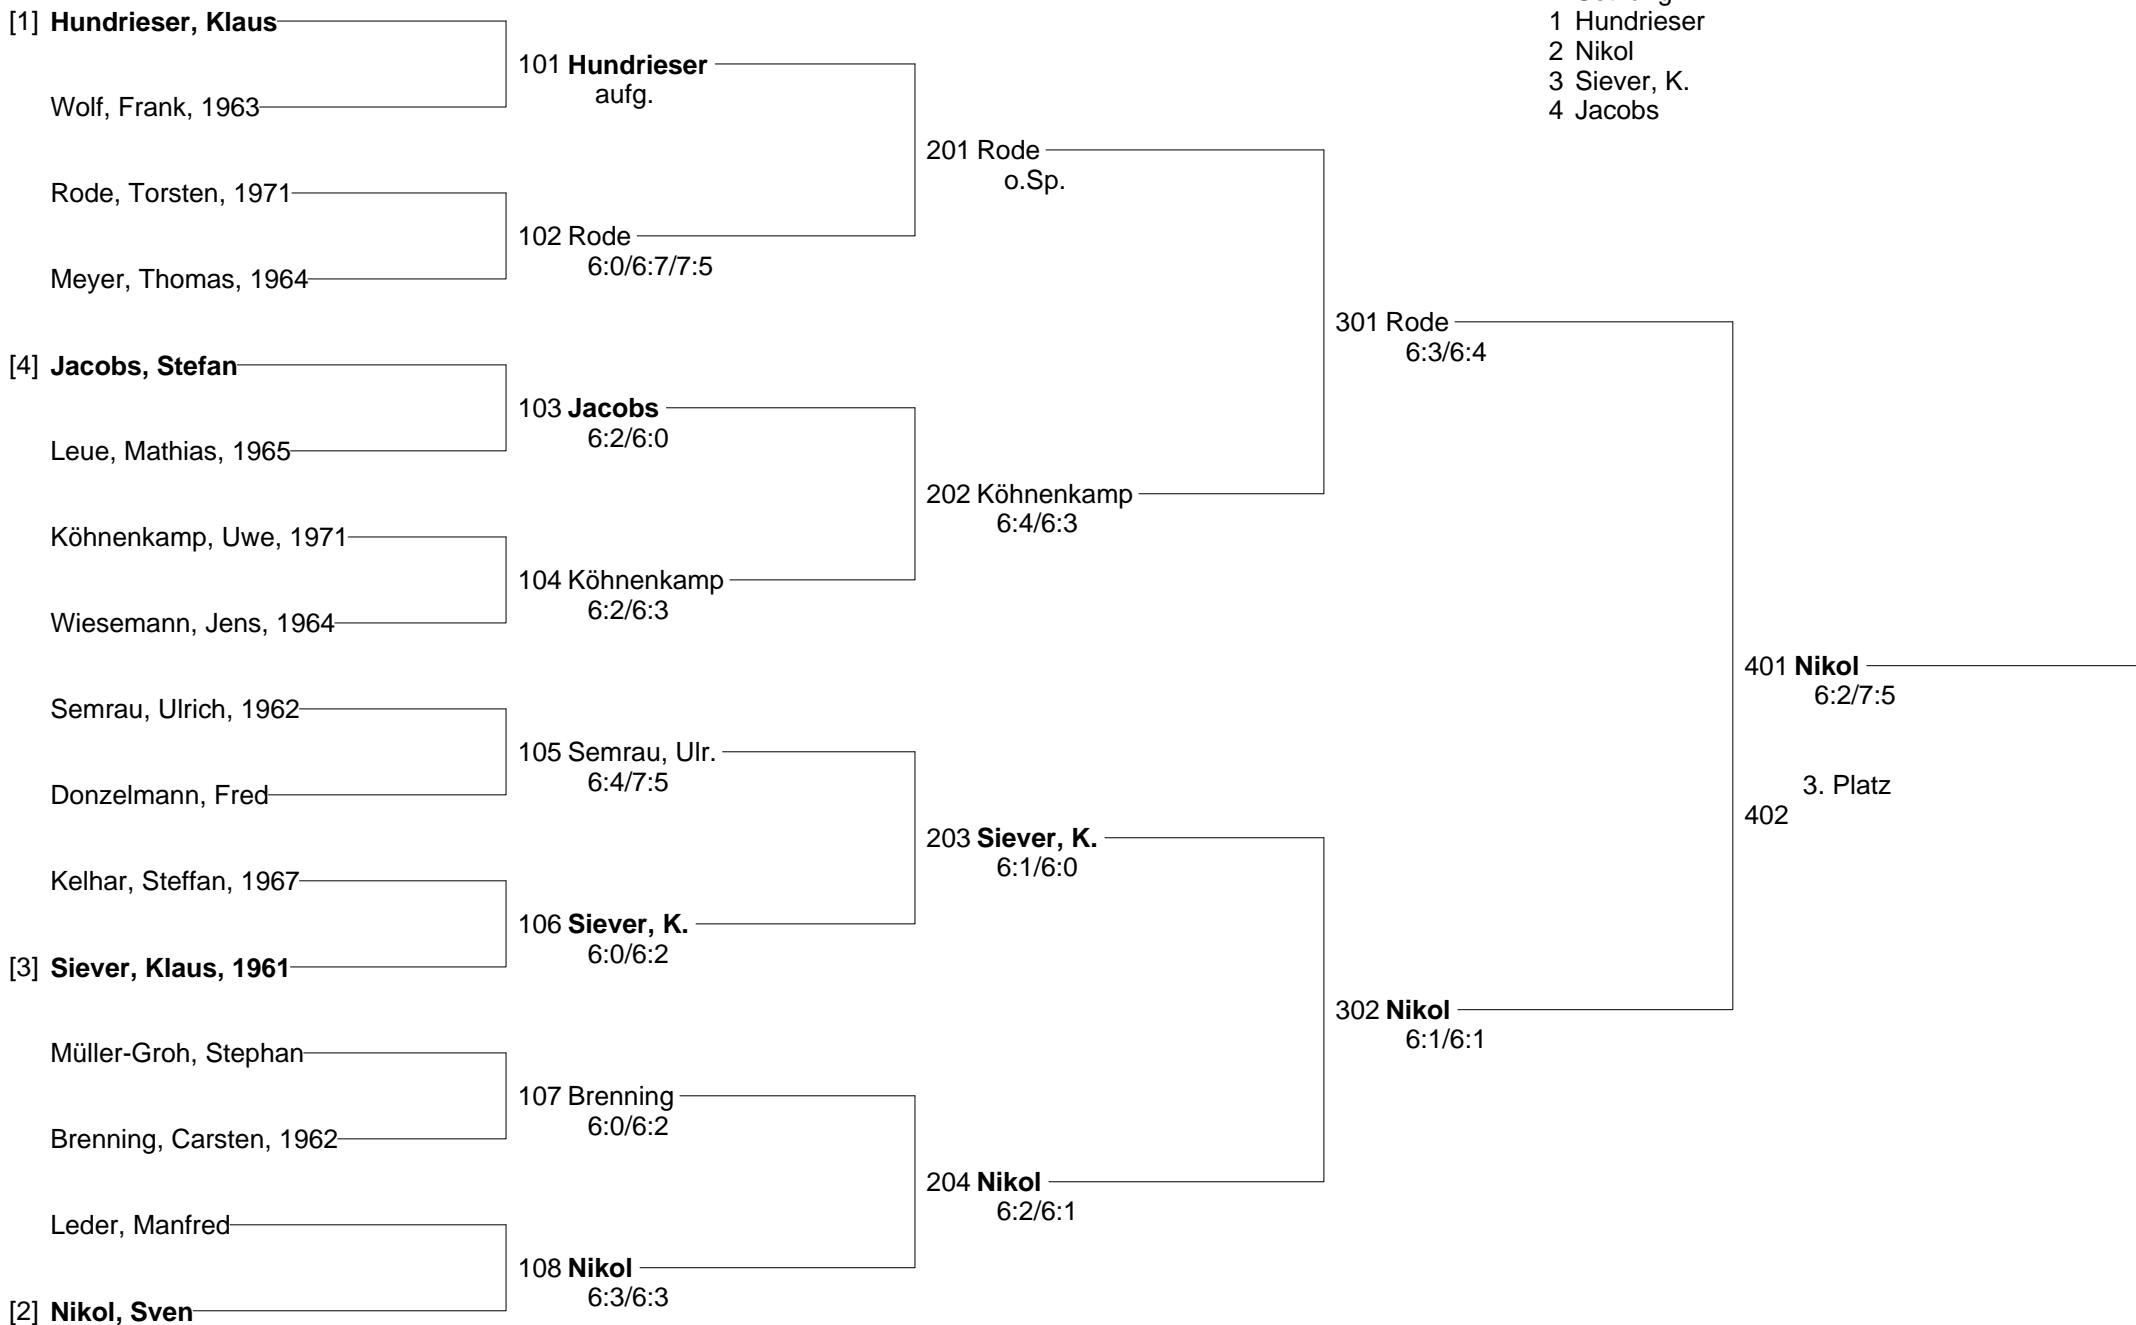 [1] Hundrieser, Klaus
Wolf, Frank, 1963
Rode, Torsten, 1971
Meyer, Thomas, 1964
[4] Jacobs, Stefan
Leue, Mathias, 1965
Köhnenkamp, Uwe, 1971
Wiesemann, Jens, 1964
Semrau, Ulrich, 1962
Donzelmann, Fred
Kelhar, Steffan, 1967
[3] Siever, Klaus, 1961
Müller-Groh, Stephan
Brenning, Carsten, 1962
Leder, Manfred
[2] Nikol, Sven
101 Hundrieser
aufg.
102 Rode
6:0/6:7/7:5
103 Jacobs
6:2/6:0
104 Köhnenkamp
6:2/6:3
105 Semrau, Ulr.
6:4/7:5
106 Siever, K.
6:0/6:2
107 Brenning
6:0/6:2
108 Nikol
6:3/6:3
201 Rode
o.Sp.
202 Köhnenkamp
6:4/6:3
203 Siever, K.
6:1/6:0
204 Nikol
6:2/6:1
301 Rode
6:3/6:4
302 Nikol
6:1/6:1
401 Nikol
6:2/7:5
3. Platz
402
1 Hundrieser
2 Nikol
3 Siever, K.
4 Jacobs